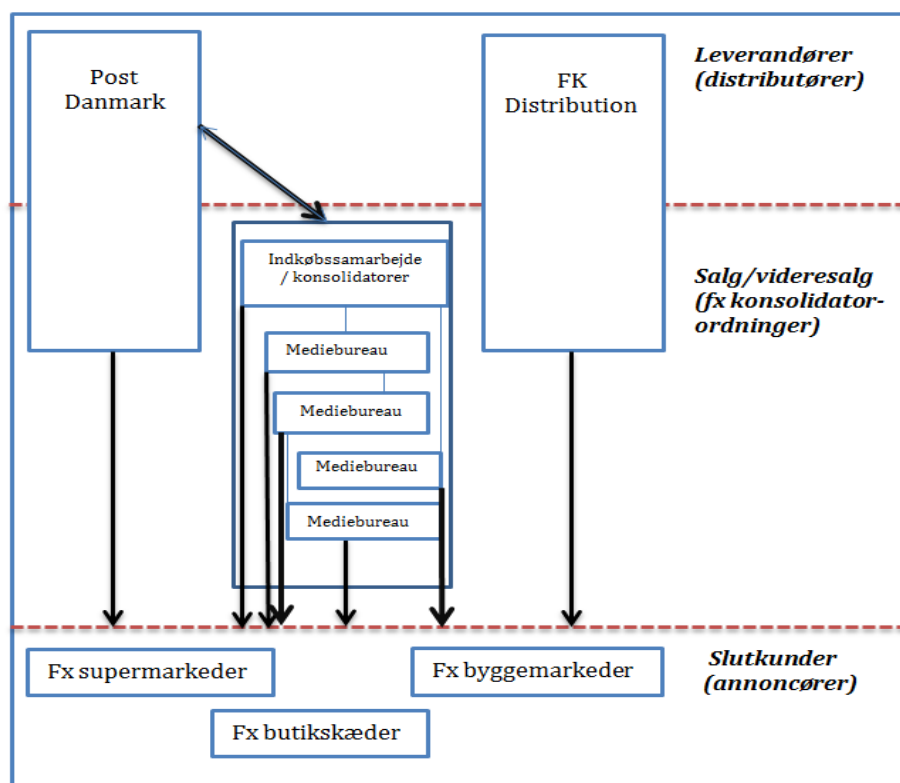 Post
Danmark
FK
Distribution
Leverandører
(distributører)
Indkøbssamarbejde
/ konsolidatorer
Mediebureau
Mediebureau
Mediebureau
Mediebureau
Salg/videresalg
(fx konsolidator-
ordninger)
Fx supermarkeder
Fx butikskæder
Fx byggemarkeder
Slutkunder
(annoncører)